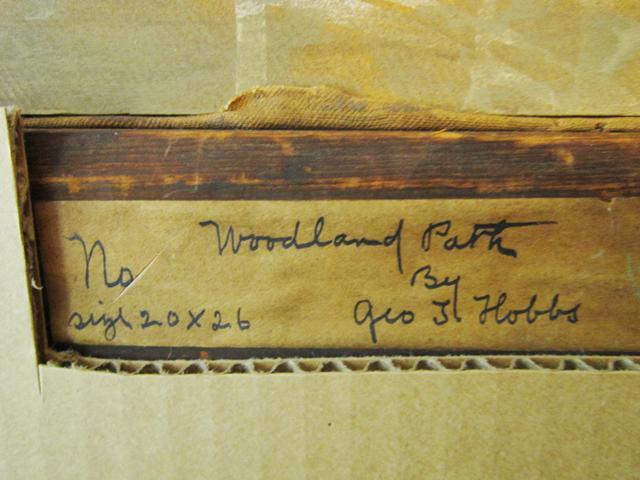 No Woodland Path
By
size 20 x 26 Geo T. Hobbs